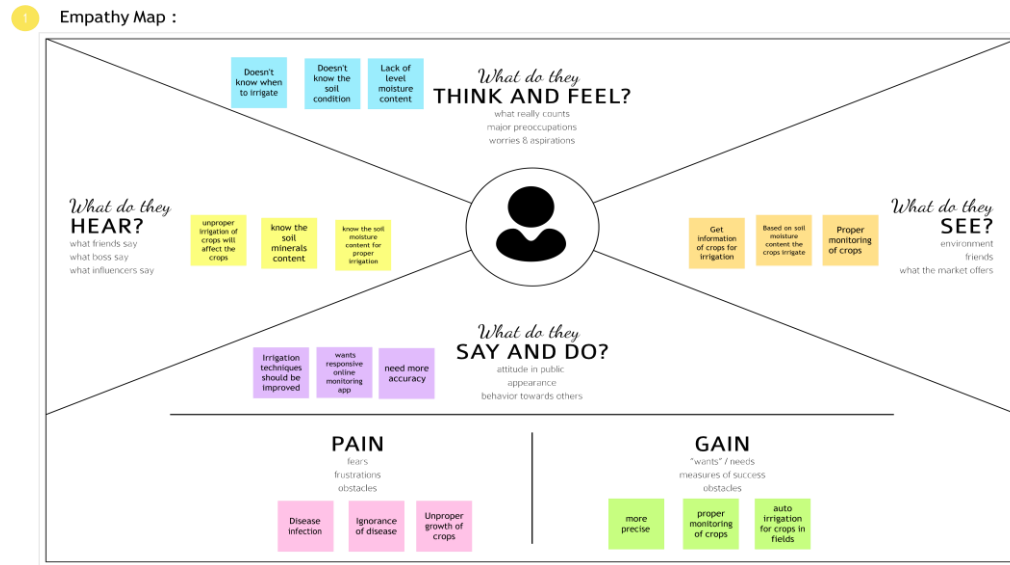 1
Empathy Map :
Doesn't
know when
to irrigate
Doesn't
know the
soil
condition
Lack of
level
moisture
content
What do they
THINK AND FEEL?
what really counts
major preoccupations
worries & aspirations
What do they
HEAR?
what friends say
what boss say
what influencers say
unproper
irrigation of
crops will
affect the
crops
know the
soil
minerals
content
know the soil
moisture
content for
proper
irrigation
Get
information
of crops for
irrigation
Based on soil
moisture
content the
crops irrigate
Proper
monitoring
of crops
What do they
SEE?
environment
friends
what the market offers
What do they
SAY AND DO?
attitude in public
appearance
behavior towards others
Irrigation
techniques
should be
improved
wants
responsive
online
monitoring
app
need more
accuracy
PAIN
fears
frustrations
obstacles
Disease
infection
Ignorance
of disease
Unproper
growth of
crops
GAIN
"wants" / needs
measures of success
obstacles
more
precise
proper
monitoring
of crops
auto
irrigation
for crops in
fields